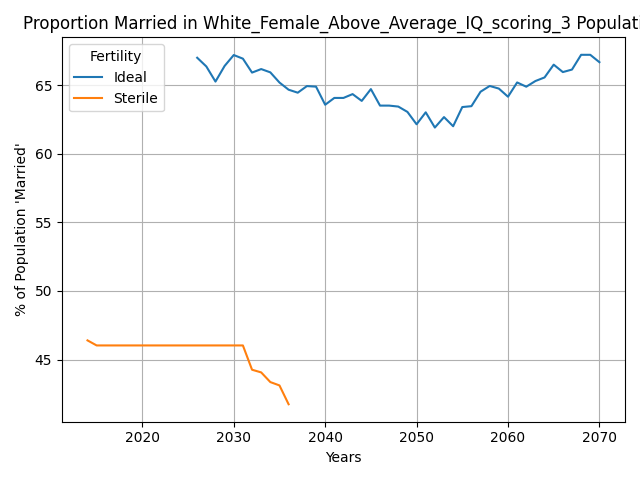 Proportion Married in White_Female_Above_Average_IQ_scoring_3 Populati
Fertility
Ideal
Sterile
% of Population 'Married'
65
60
55
50
45
2020 2030 2040 2050 2060 2070
Years